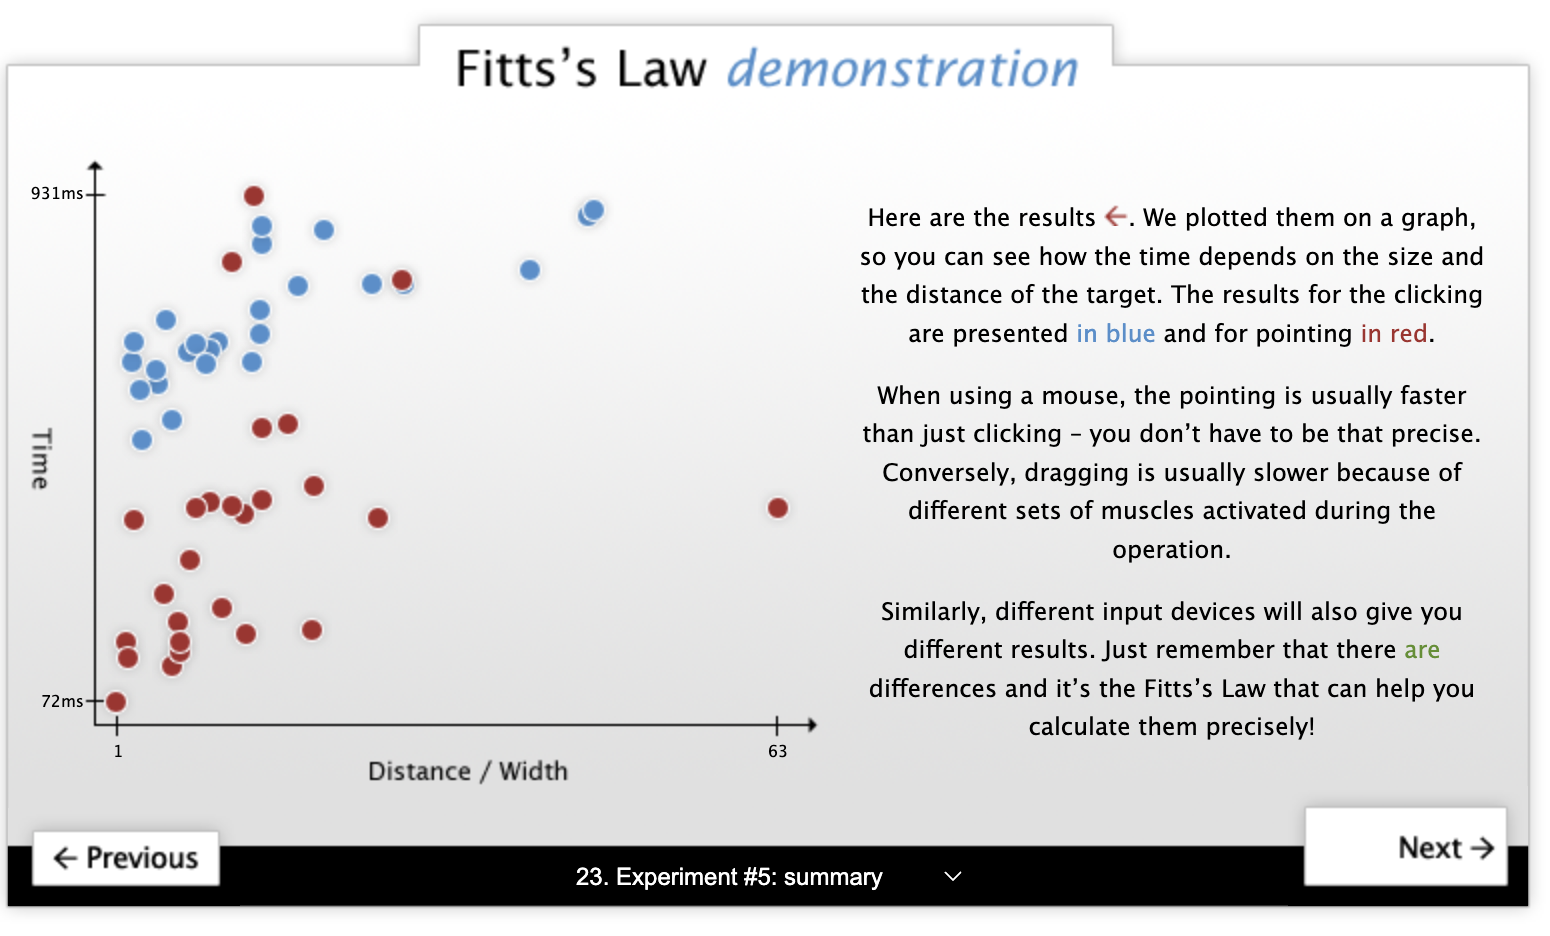 Fitts’s Law demonstration
931ms
Time
72ms
1
63
Distance / Width
Here are the results ←. We plotted them on a graph,
so you can see how the time depends on the size and
the distance of the target. The results for the clicking
are presented in blue and for pointing in red.
When using a mouse, the pointing is usually faster
than just clicking – you don’t have to be that precise.
Conversely, dragging is usually slower because of
different sets of muscles activated during the
operation.
Similarly, different input devices will also give you
different results. Just remember that there are
differences and it’s the Fitts’s Law that can help you
calculate them precisely!
← Previous
23. Experiment #5: summary
Next →